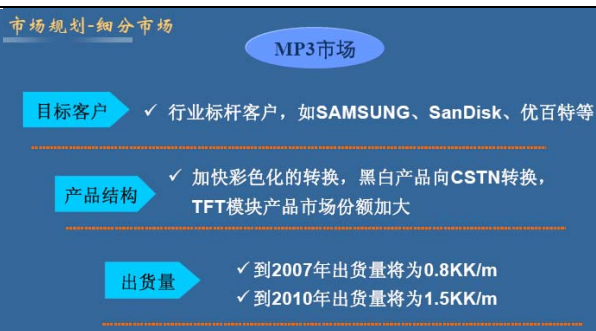 市场规划-细分市场
MP3市场
目标客户
✓ 行业标杆客户，如SAMSUNG、SanDisk、优百特等
产品结构
✓ 加快彩色化的转换，黑白产品向CSTN转换，
TFT模块产品市场份额加大
出货量
✓到2007年出货量将为0.8KK/m
✓到2010年出货量将为1.5KK/m